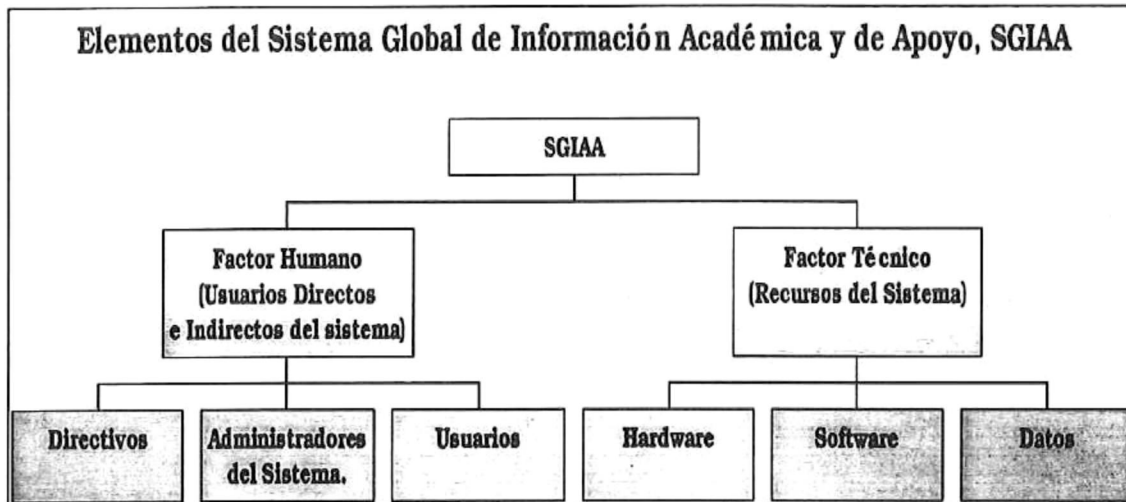 Elementos del Sistema Global de Información Académica y de Apoyo, SGIAA
SGIAA
Factor Humano
(Usuarios Directos
e Indirectos del sistema)
Factor Técnico
(Recursos del Sistema)
Directivos
Administradores
del Sistema.
Usuarios
Hardware
Software
Datos